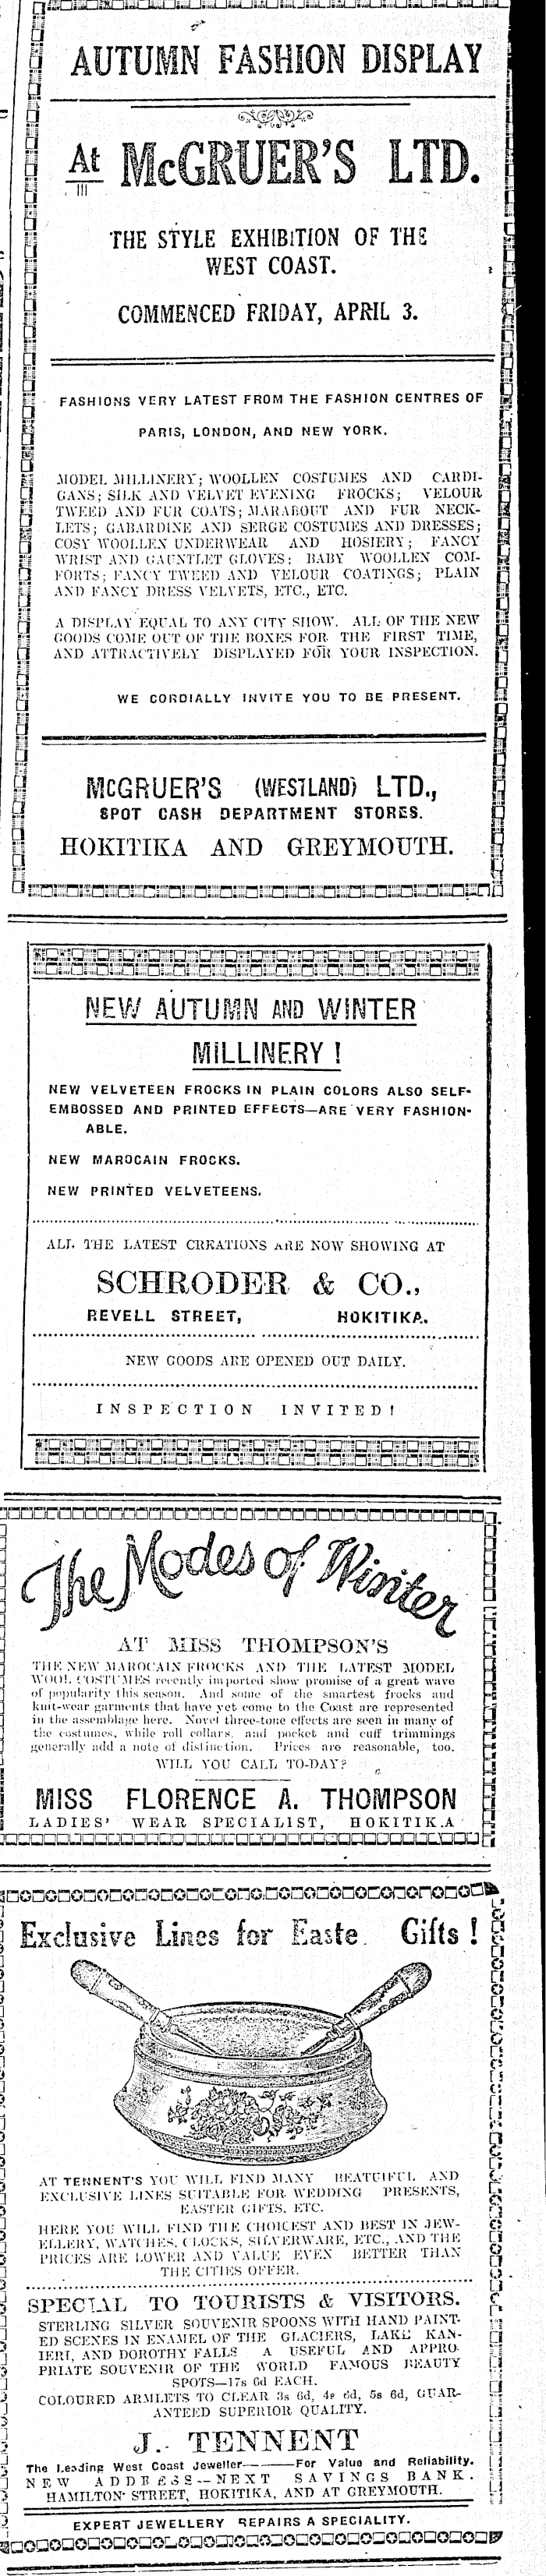 AUTUMN FASHION DISPLAY
At McGRUER'S LTD.
THE STYLE EXHIBITION OF THE
WEST COAST.
COMMENCED FRIDAY, APRIL 3.
FASHIONS VERY LATEST FROM THE FASHION CENTRES OF
PARIS, LONDON, AND NEW YORK.
MODEL MILLINERY; WOOLLEN COSTUMES AND CARDI-
GANS; SILK AND VELVET EVENING FROCKS; VELOUR
TWEED AND FUR COATS; MARABOUT AND FUR NECK-
LETS; GABARDINE AND SERGE COSTUMES AND DRESSES;
COSY WOOLLEN UNDERWEAR AND HOSIERY; FANCY
WRIST AND GAUNTLET GLOVES; BABY WOOLLEN COM-
FORTS; FANCY TWEED AND VELOUR COATINGS; PLAIN
AND FANCY DRESS VELVETS, ETC., ETC.
A DISPLAY EQUAL TO ANY CITY SHOW. ALL OF THE NEW
GOODS COME OUT OF THE BOXES FOR THE FIRST TIME,
AND ATTRACTIVELY DISPLAYED FOR YOUR INSPECTION.
WE CORDIALLY INVITE YOU TO BE PRESENT.
McGRUER'S (WESTLAND) LTD.,
SPOT CASH DEPARTMENT STORES.
HOKITIKA AND GREYMOUTH.
NEW AUTUMN AND WINTER
MILLINERY !
NEW VELVETEEN FROCKS IN PLAIN COLORS ALSO SELF-
EMBOSSED AND PRINTED EFFECTS—ARE VERY FASHION-
ABLE.
NEW MAROCAIN FROCKS.
NEW PRINTED VELVETEENS.
ALL THE LATEST CREATIONS ARE NOW SHOWING AT
SCHRODER & CO.,
REVELL STREET, HOKITIKA.
NEW GOODS ARE OPENED OUT DAILY.
INSPECTION INVITED!
The Modes of Winter
AT MISS THOMPSON'S
THE NEW MAROCAIN FROCKS AND THE LATEST MODEL
WOOL COSTUMES recently imported show promise of a great wave
of popularity this season. And some of the smartest frocks and
knit-wear garments that have yet come to the Coast are represented
in the assemblage here. Novel three-tone effects are seen in many of
the costumes, while roll collars, and pocket and cuff trimmings
generally add a note of distinction. Prices are reasonable, too.
WILL YOU CALL TO-DAY?
MISS FLORENCE A. THOMPSON
LADIES' WEAR SPECIALIST, HOKITIKA
Exclusive Lines for Easte Gifts !
AT TENNENT'S YOU WILL FIND MANY BEATUIFUL AND
EXCLUSIVE LINES SUITABLE FOR WEDDING PRESENTS,
EASTER GIFTS, ETC.
HERE YOU WILL FIND THE CHOICEST AND BEST IN JEW-
ELLERY, WATCHES, CLOCKS, SILVERWARE, ETC., AND THE
PRICES ARE LOWER AND VALUE EVEN BETTER THAN
THE CITIES OFFER.
SPECIAL TO TOURISTS & VISITORS.
STERLING SILVER SOUVENIR SPOONS WITH HAND PAINT-
ED SCENES IN ENAMEL OF THE GLACIERS, LAKE KAN-
IERI, AND DOROTHY FALLS A USEFUL AND APPRO-
PRIATE SOUVENIR OF THE WORLD FAMOUS BEAUTY
SPOTS—17s 6d EACH.
COLOURED ARMLETS TO CLEAR 3s 6d, 4s 6d, 5s 6d, GUAR-
ANTEED SUPERIOR QUALITY.
J. TENNENT
The Leading West Coast Jeweller———For Value and Reliability.
NEW ADDRESS—NEXT SAVINGS BANK.
HAMILTON STREET, HOKITIKA, AND AT GREYMOUTH.
EXPERT JEWELLERY REPAIRS A SPECIALITY.